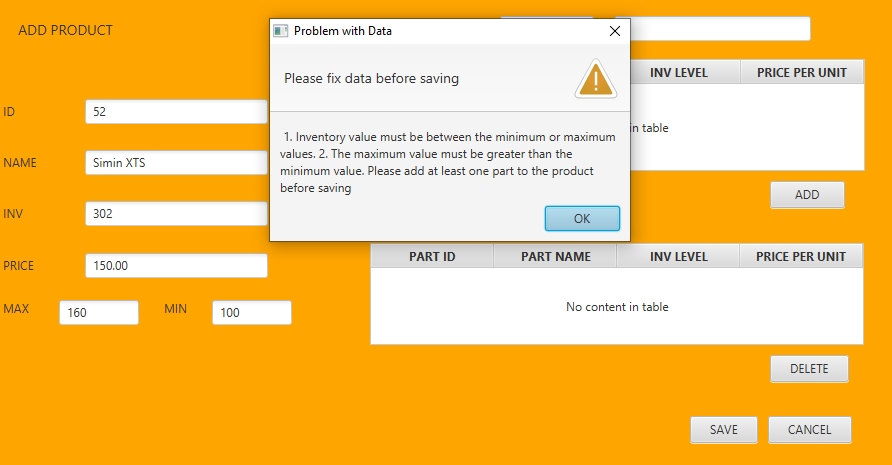 ADD PRODUCT
Problem with Data
Please fix data before saving
1. Inventory value must be between the minimum or maximum
values. 2. The maximum value must be greater than the
minimum value. Please add at least one part to the product
before saving
OK
ID 52
NAME Simin XTS
INV 302
PRICE 150.00
MAX 160 MIN 100
INV LEVEL PRICE PER UNIT
in table
ADD
PART ID PART NAME INV LEVEL PRICE PER UNIT
No content in table
DELETE
SAVE CANCEL